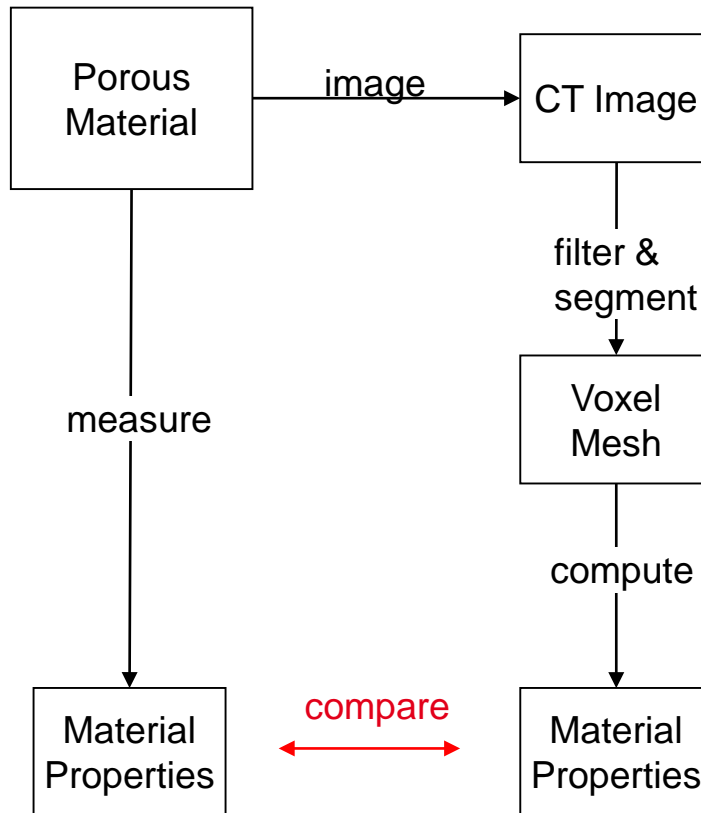 Porous
Material
image
CT Image
filter &
segment
measure
Voxel
Mesh
compute
compare
Material
Properties
Material
Properties